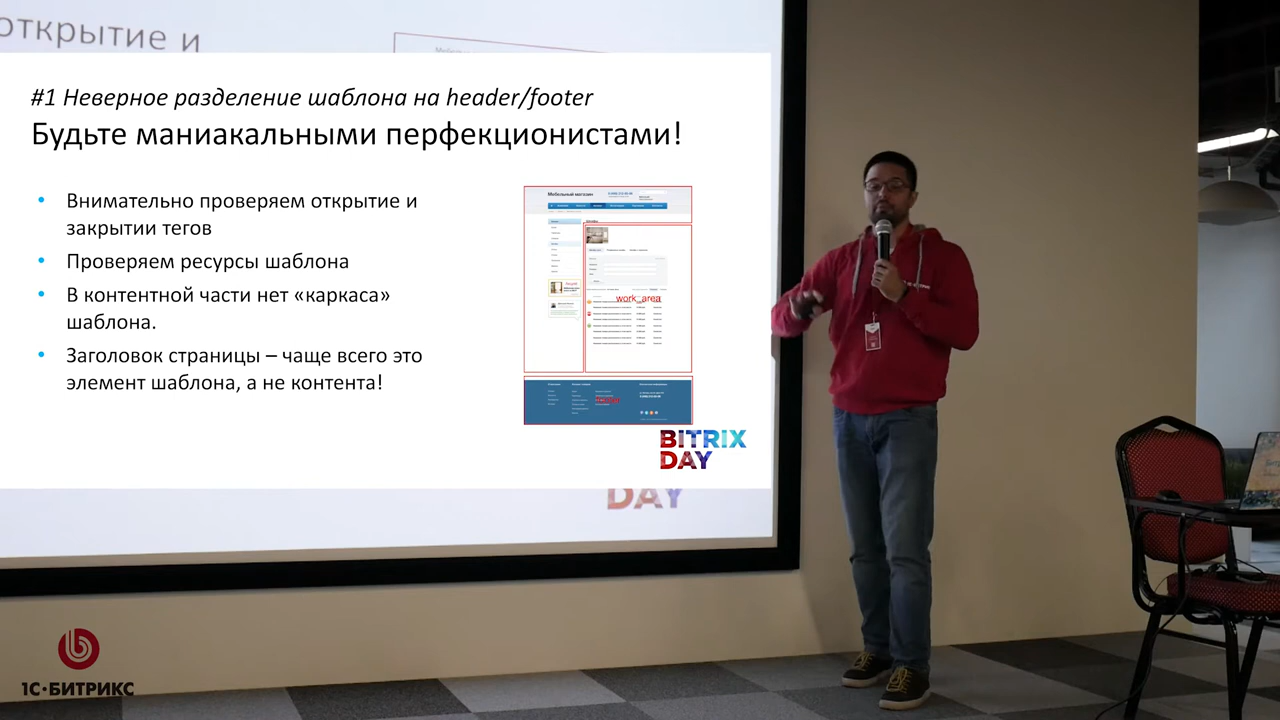 открытие и
#1 Неверное разделение шаблона на header/footer
Будьте маниакальными перфекционистами!
• Внимательно проверяем открытие и
закрытии тегов
• Проверяем ресурсы шаблона
• В контентной части нет «каркаса»
шаблона.
• Заголовок страницы – чаще всего это
элемент шаблона, а не контента!
Мебельный магазин
work_area
BITRIX
DAY
DAY
1С·БИТРИКС